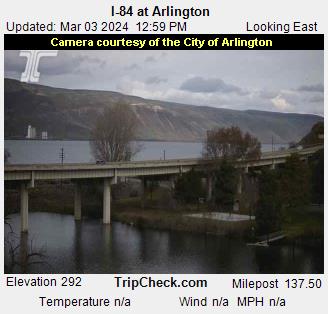 I-84 at Arlington
Updated: Mar 03 2024 12:59 PM Looking East
Camera courtesy of the City of Arlington
Elevation 292 TripCheck.com Milepost 137.50
Temperature n/a Wind n/a MPH n/a